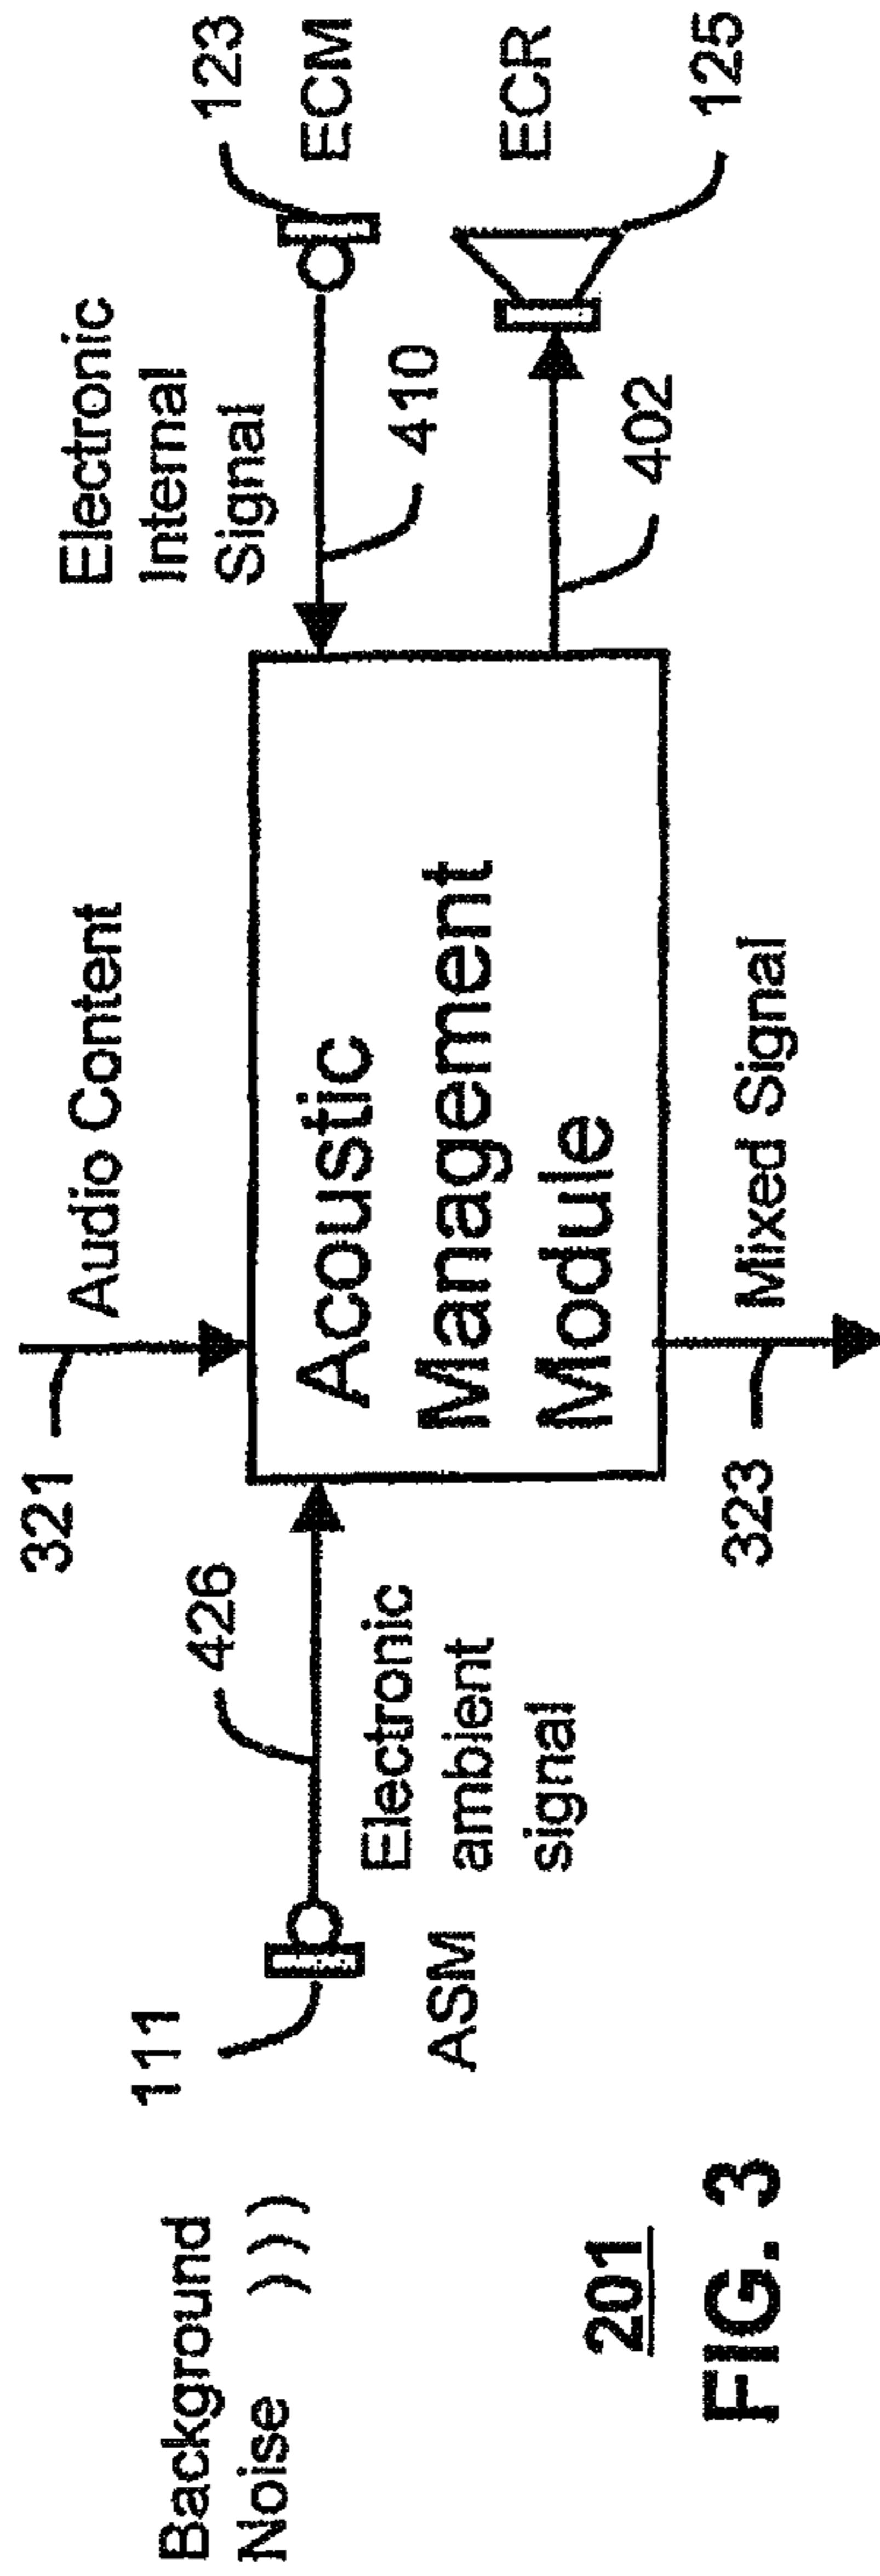 321
Audio Content
Electronic
Internal
Signal
123
ECM
410
ECR
125
402
Background
Noise
)))
111
ASM
426
Electronic
ambient
signal
Acoustic
Management
Module
323
Mixed Signal
201
FIG. 3